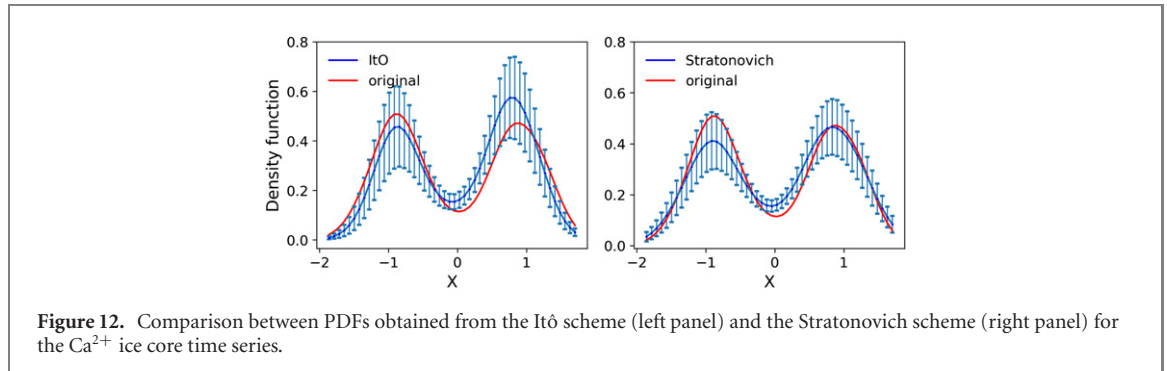 0.8
0.6
0.4
0.2
0.0
−2
−1
0
1
X
Density function
ItO
original
0.8
0.6
0.4
0.2
0.0
−2
−1
0
1
X
Stratonovich
original
Figure 12. Comparison between PDFs obtained from the Itô scheme (left panel) and the Stratonovich scheme (right panel) for
the Ca²⁺ ice core time series.